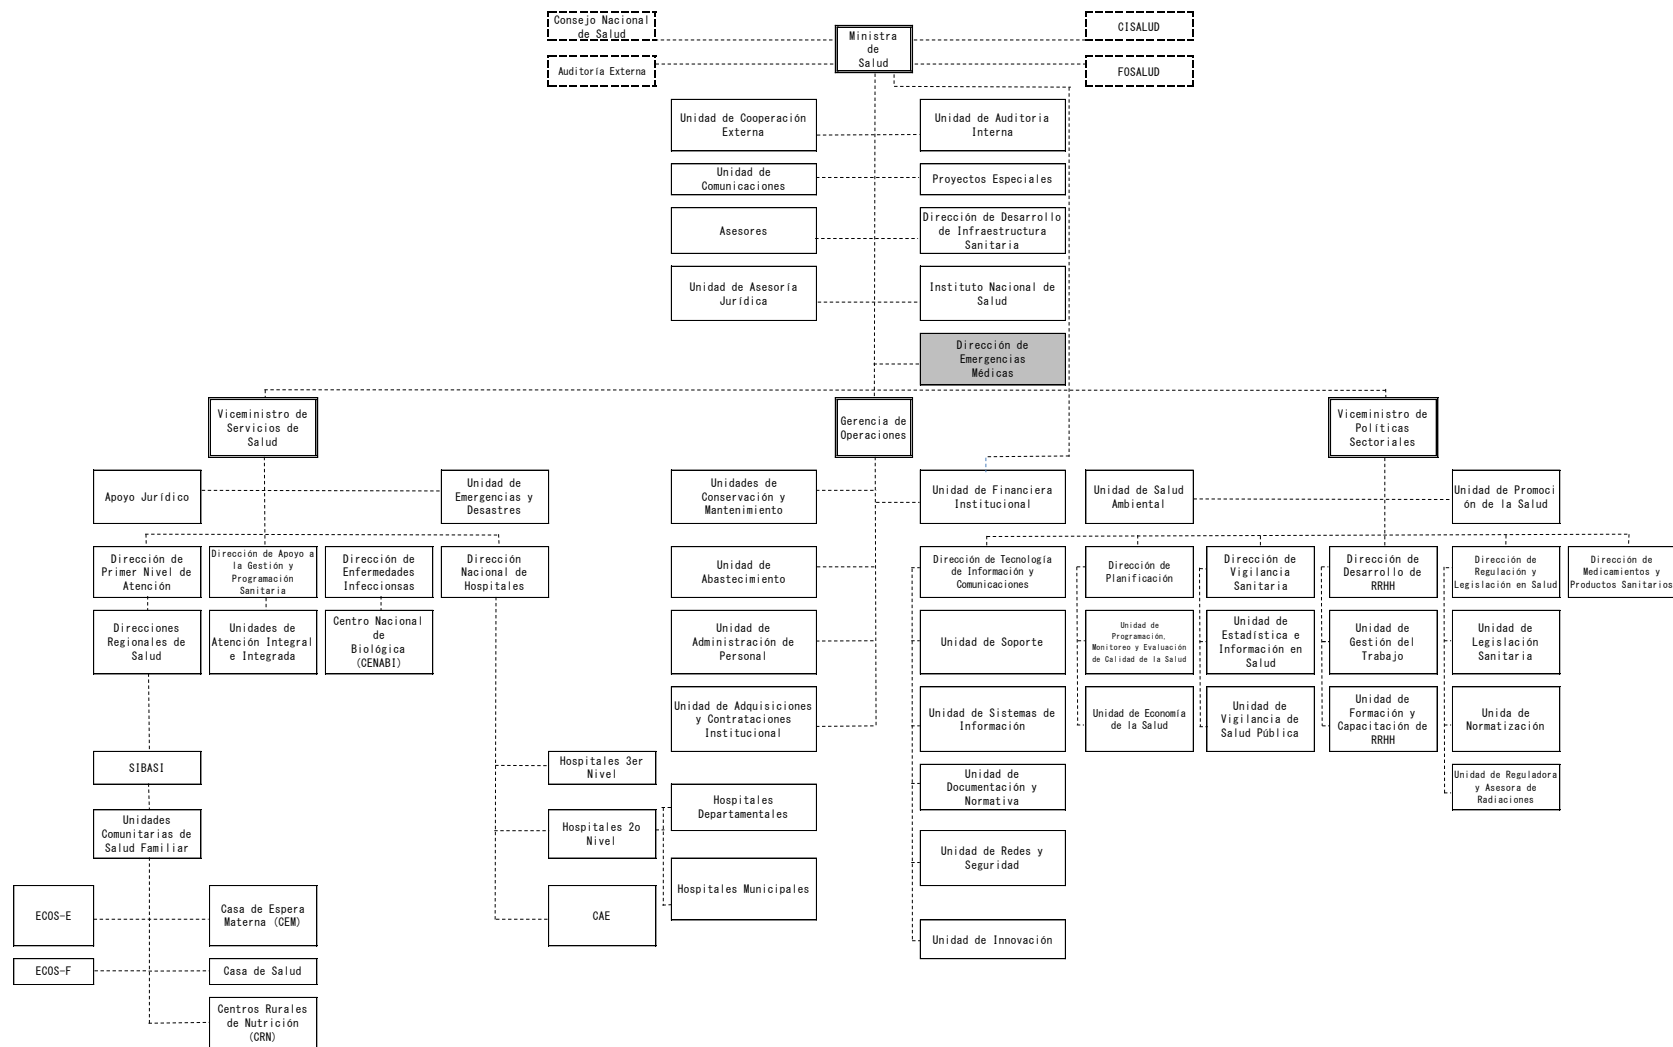 Consejo Nacional
de Salud
CISALUD
Ministra
de
Salud
Auditoría Externa
FOSALUD
Unidad de Cooperación
Externa
Unidad de Auditoria
Interna
Unidad de
Comunicaciones
Proyectos Especiales
Asesores
Dirección de Desarrollo
de Infraestructura
Sanitaria
Unidad de Asesoría
Jurídica
Instituto Nacional de
Salud
Dirección de
Emergencias
Médicas
Viceministro de
Servicios de
Salud
Gerencia de
Operaciones
Viceministro de
Políticas
Sectoriales
Apoyo Jurídico
Unidad de
Emergencias y
Desastres
Unidades de
Conservación y
Mantenimiento
Unidad de Financiera
Institucional
Unidad de Salud
Ambiental
Unidad de Promoci
ón de la Salud
Dirección de
Primer Nivel de
Atención
Dirección de Apoyo a
la Gestión y
Programación
Sanitaria
Dirección de
Enfermedades
Infeccionsas
Dirección
Nacional de
Hospitales
Unidad de
Abastecimiento
Dirección de Tecnología
de Información y
Comunicaciones
Dirección de
Planificación
Dirección de
Vigilancia
Sanitaria
Dirección de
Desarrollo de
RRHH
Dirección de
Regulación y
Legislación en Salud
Dirección de
Medicamientos y
Productos Sanitarios
Direcciones
Regionales de
Salud
Unidades de
Atención Integral
e Integrada
Centro Nacional
de
Biológica
(CENABI)
Unidad de
Administración de
Personal
Unidad de Soporte
Unidad de
Programación,
Monitoreo y Evaluación
de Calidad de la Salud
Unidad de
Estadística e
Información en
Salud
Unidad de
Gestión del
Trabajo
Unidad de
Legislación
Sanitaria
Unidad de Adquisiciones
y Contrataciones
Institucional
Unidad de Sistemas de
Información
Unidad de Economía
de la Salud
Unidad de
Vigilancia de
Salud Pública
Unidad de
Formación y
Capacitación de
RRHH
Unida de
Normatización
SIBASI
Hospitales 3er
Nivel
Unidad de
Documentación y
Normativa
Unidad de Reguladora
y Asesora de
Radiaciones
Unidades
Comunitarias de
Salud Familiar
Hospitales 2o
Nivel
Hospitales
Departamentales
Unidad de Redes y
Seguridad
Hospitales Municipales
ECOS-E
Casa de Espera
Materna (CEM)
CAE
Unidad de Innovación
ECOS-F
Casa de Salud
Centros Rurales
de Nutrición
(CRN)